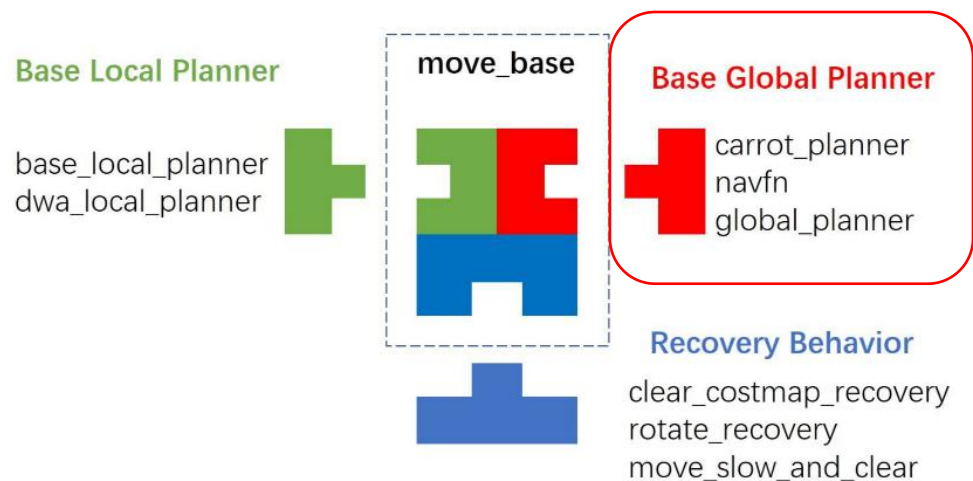 Base Local Planner
base_local_planner
dwa_local_planner
move_base
Base Global Planner
carrot_planner
navfn
global_planner
Recovery Behavior
clear_costmap_recovery
rotate_recovery
move_slow_and_clear